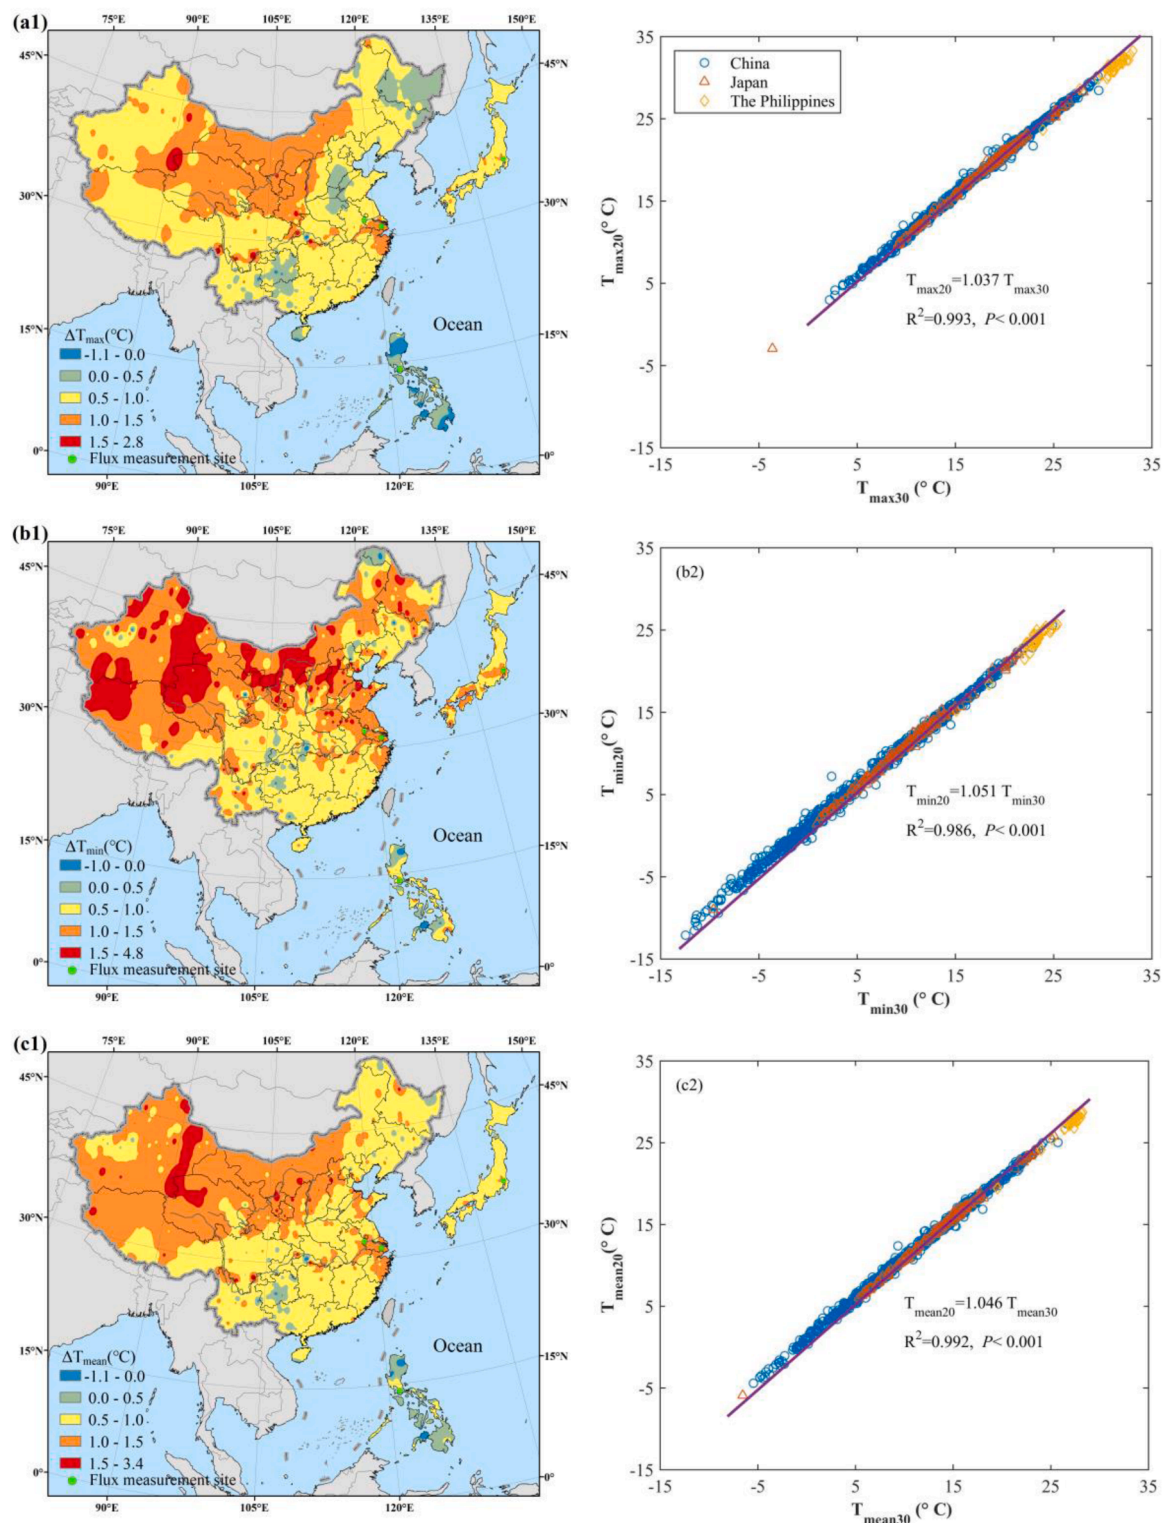 (a1)
75°E 90°E 105°E 120°E 135°E 150°E
45°N
45°N
30°N
30°N
15°N
15°N
0°
0°
Ocean
ΔTmax(°C)
-1.1 - 0.0
0.0 - 0.5
0.5 - 1.0
1.0 - 1.5
1.5 - 2.8
Flux measurement site
90°E 105°E 120°E
35
25
15
5
-5
-15
Tmax20(° C)
China
Japan
The Philippines
Tmax20=1.037 Tmax30
R²=0.993, P< 0.001
-15 -5 5 15 25 35
Tmax30 (° C)
(b1)
75°E 90°E 105°E 120°E 135°E 150°E
45°N
45°N
30°N
30°N
15°N
15°N
0°
0°
Ocean
ΔTmin(°C)
-1.0 - 0.0
0.0 - 0.5
0.5 - 1.0
1.0 - 1.5
1.5 - 4.8
Flux measurement site
90°E 105°E 120°E
35
25
15
5
-5
-15
Tmin20(° C)
(b2)
Tmin20=1.051 Tmin30
R²=0.986, P< 0.001
-15 -5 5 15 25 35
Tmin30 (° C)
(c1)
75°E 90°E 105°E 120°E 135°E 150°E
45°N
45°N
30°N
30°N
15°N
15°N
0°
0°
Ocean
ΔTmean(°C)
-1.1 - 0.0
0.0 - 0.5
0.5 - 1.0
1.0 - 1.5
1.5 - 3.4
Flux measurement site
90°E 105°E 120°E
35
25
15
5
-5
-15
Tmean20(° C)
(c2)
Tmean20=1.046 Tmean30
R²=0.992, P< 0.001
-15 -5 5 15 25 35
Tmean30 (° C)